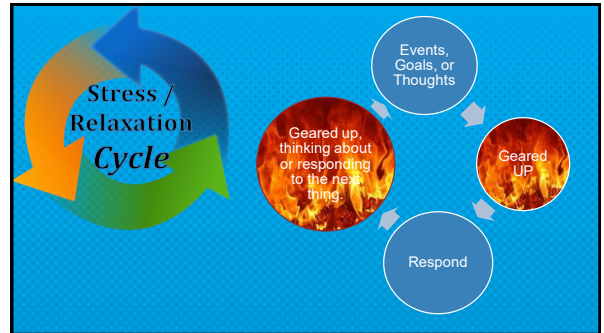 Stress /
Relaxation
Cycle
Events,
Goals, or
Thoughts
Geared
UP
Respond
Geared up,
thinking about
or responding
to the next
thing.